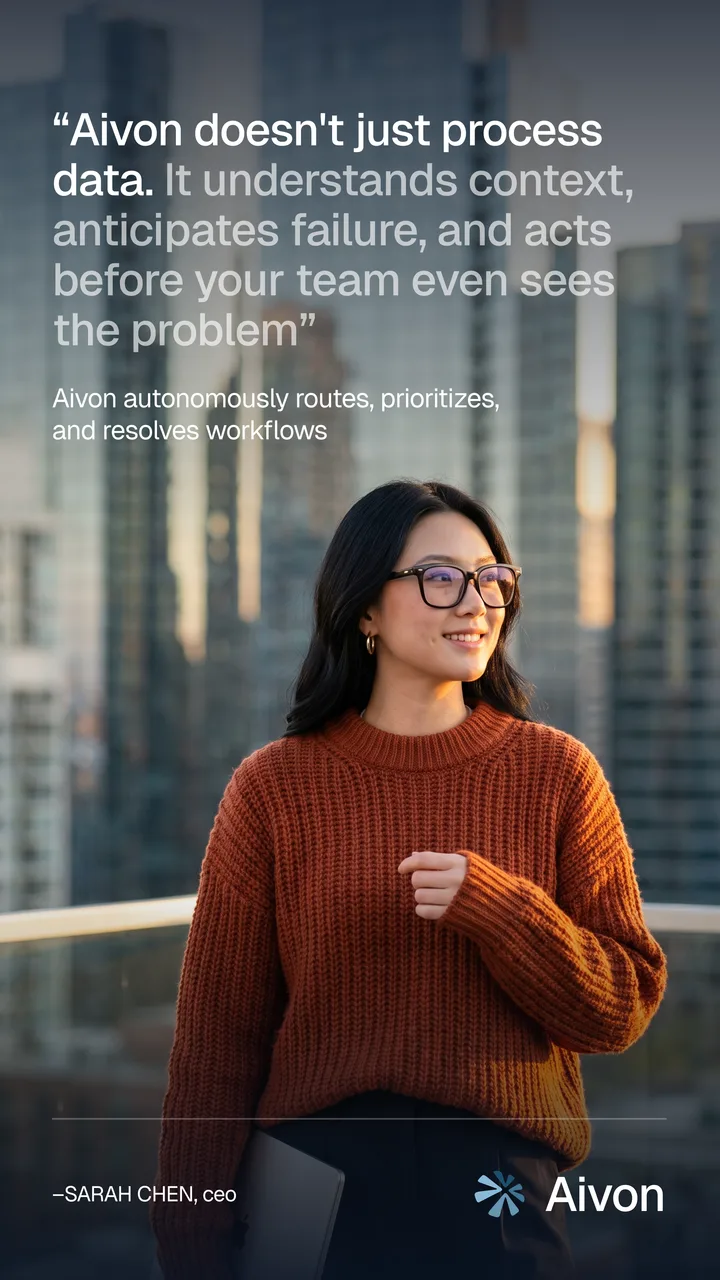 “Aivon doesn't just process
data. It understands context,
anticipates failure, and acts
before your team even sees
the problem”
Aivon autonomously routes, prioritizes,
and resolves workflows
–SARAH CHEN, ceo
Aivon